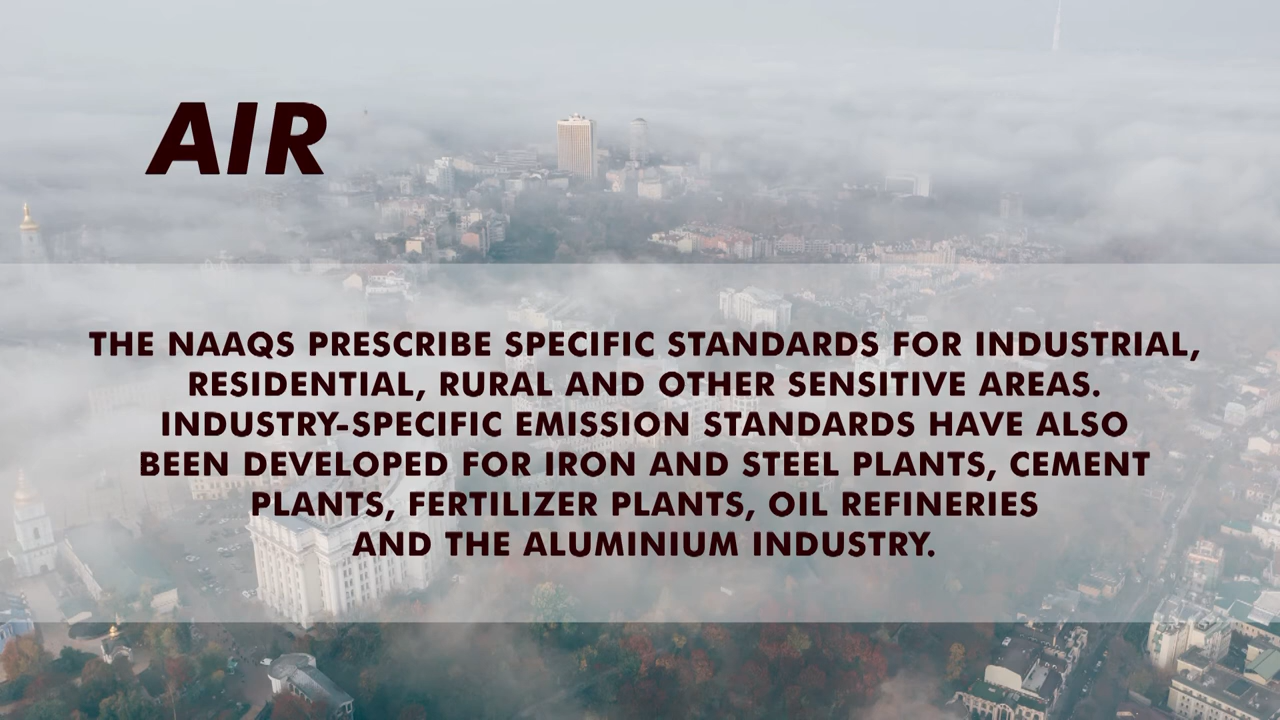 AIR
THE NAAQS PRESCRIBE SPECIFIC STANDARDS FOR INDUSTRIAL,
RESIDENTIAL, RURAL AND OTHER SENSITIVE AREAS.
INDUSTRY-SPECIFIC EMISSION STANDARDS HAVE ALSO
BEEN DEVELOPED FOR IRON AND STEEL PLANTS, CEMENT
PLANTS, FERTILIZER PLANTS, OIL REFINERIES
AND THE ALUMINIUM INDUSTRY.